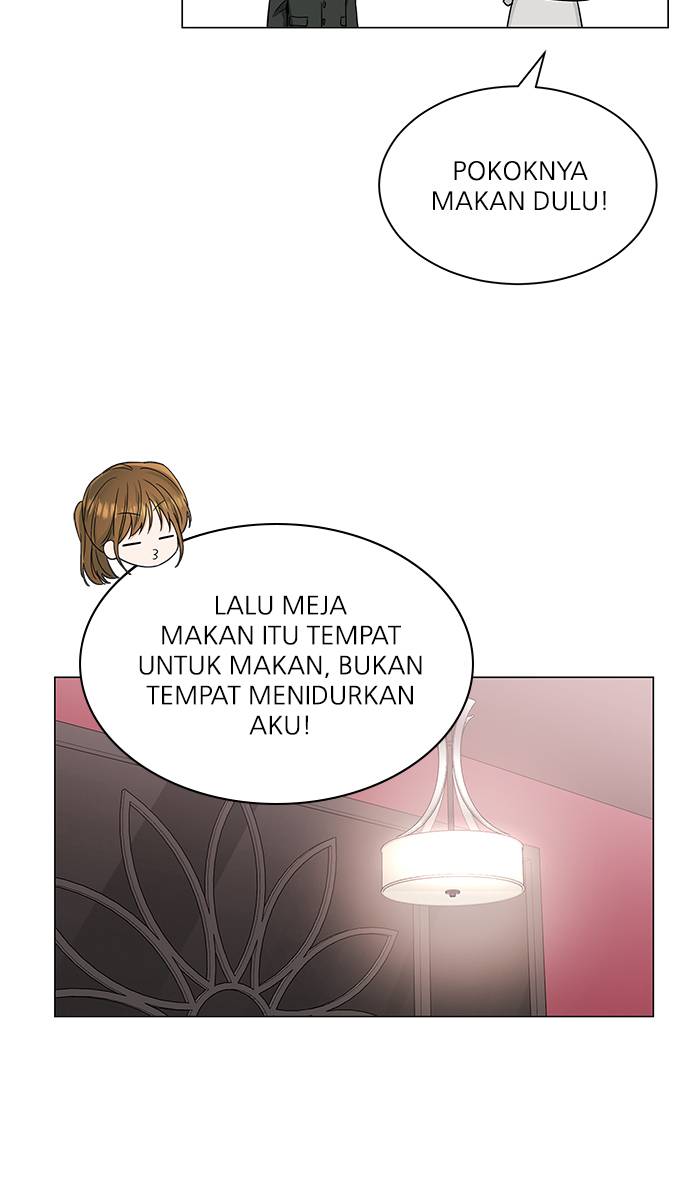 POKOKNYA
MAKAN DULU!
LALU MEJA
MAKAN ITU TEMPAT
UNTUK MAKAN, BUKAN
TEMPAT MENIDURKAN
AKU!